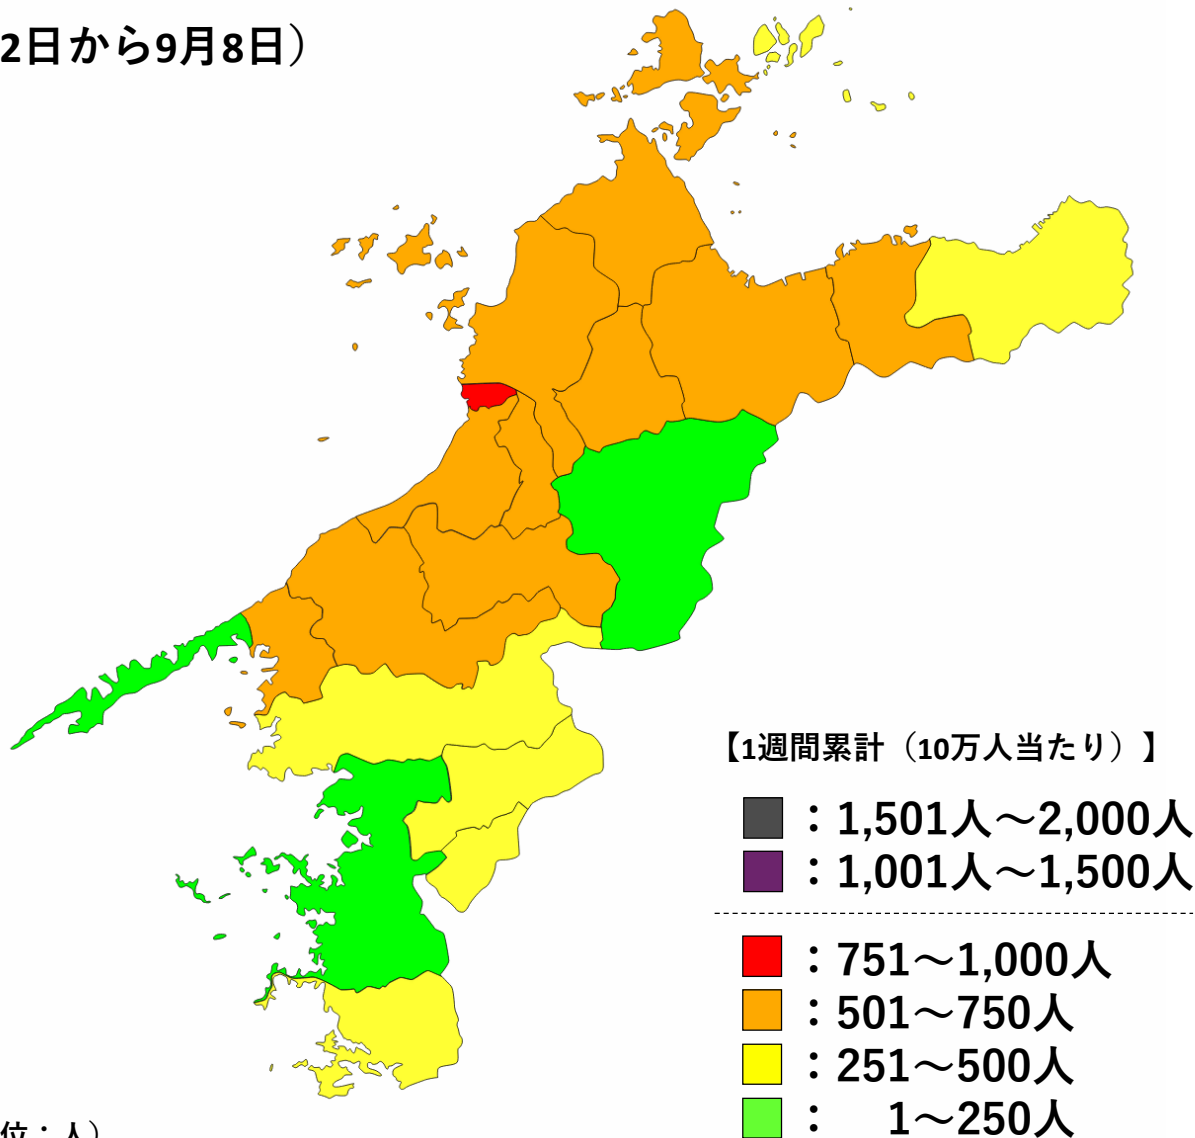 2日から9月8日）
【1週間累計（10万人当たり）】
：1,501人～2,000人
：1,001人～1,500人
：751～1,000人
：501～750人
：251～500人
： 1～250人
位：人）